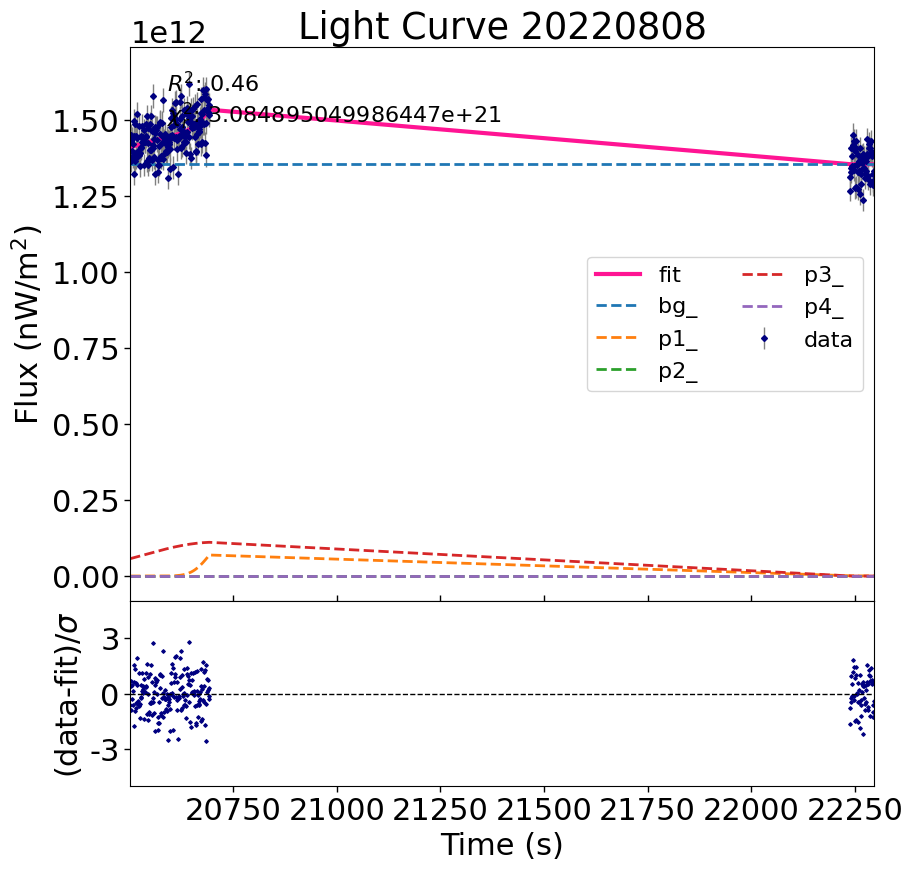 Light Curve 20220808
1e12
R²: 0.46
3.084895049986447e+21
1.50
1.25
1.00
0.75
0.50
0.25
0.00
Flux (nW/m²)
fit
bg_
p1_
p2_
p3_
p4_
data
3
0
-3
(data-fit)/σ
20750 21000 21250 21500 21750 22000 22250
Time (s)